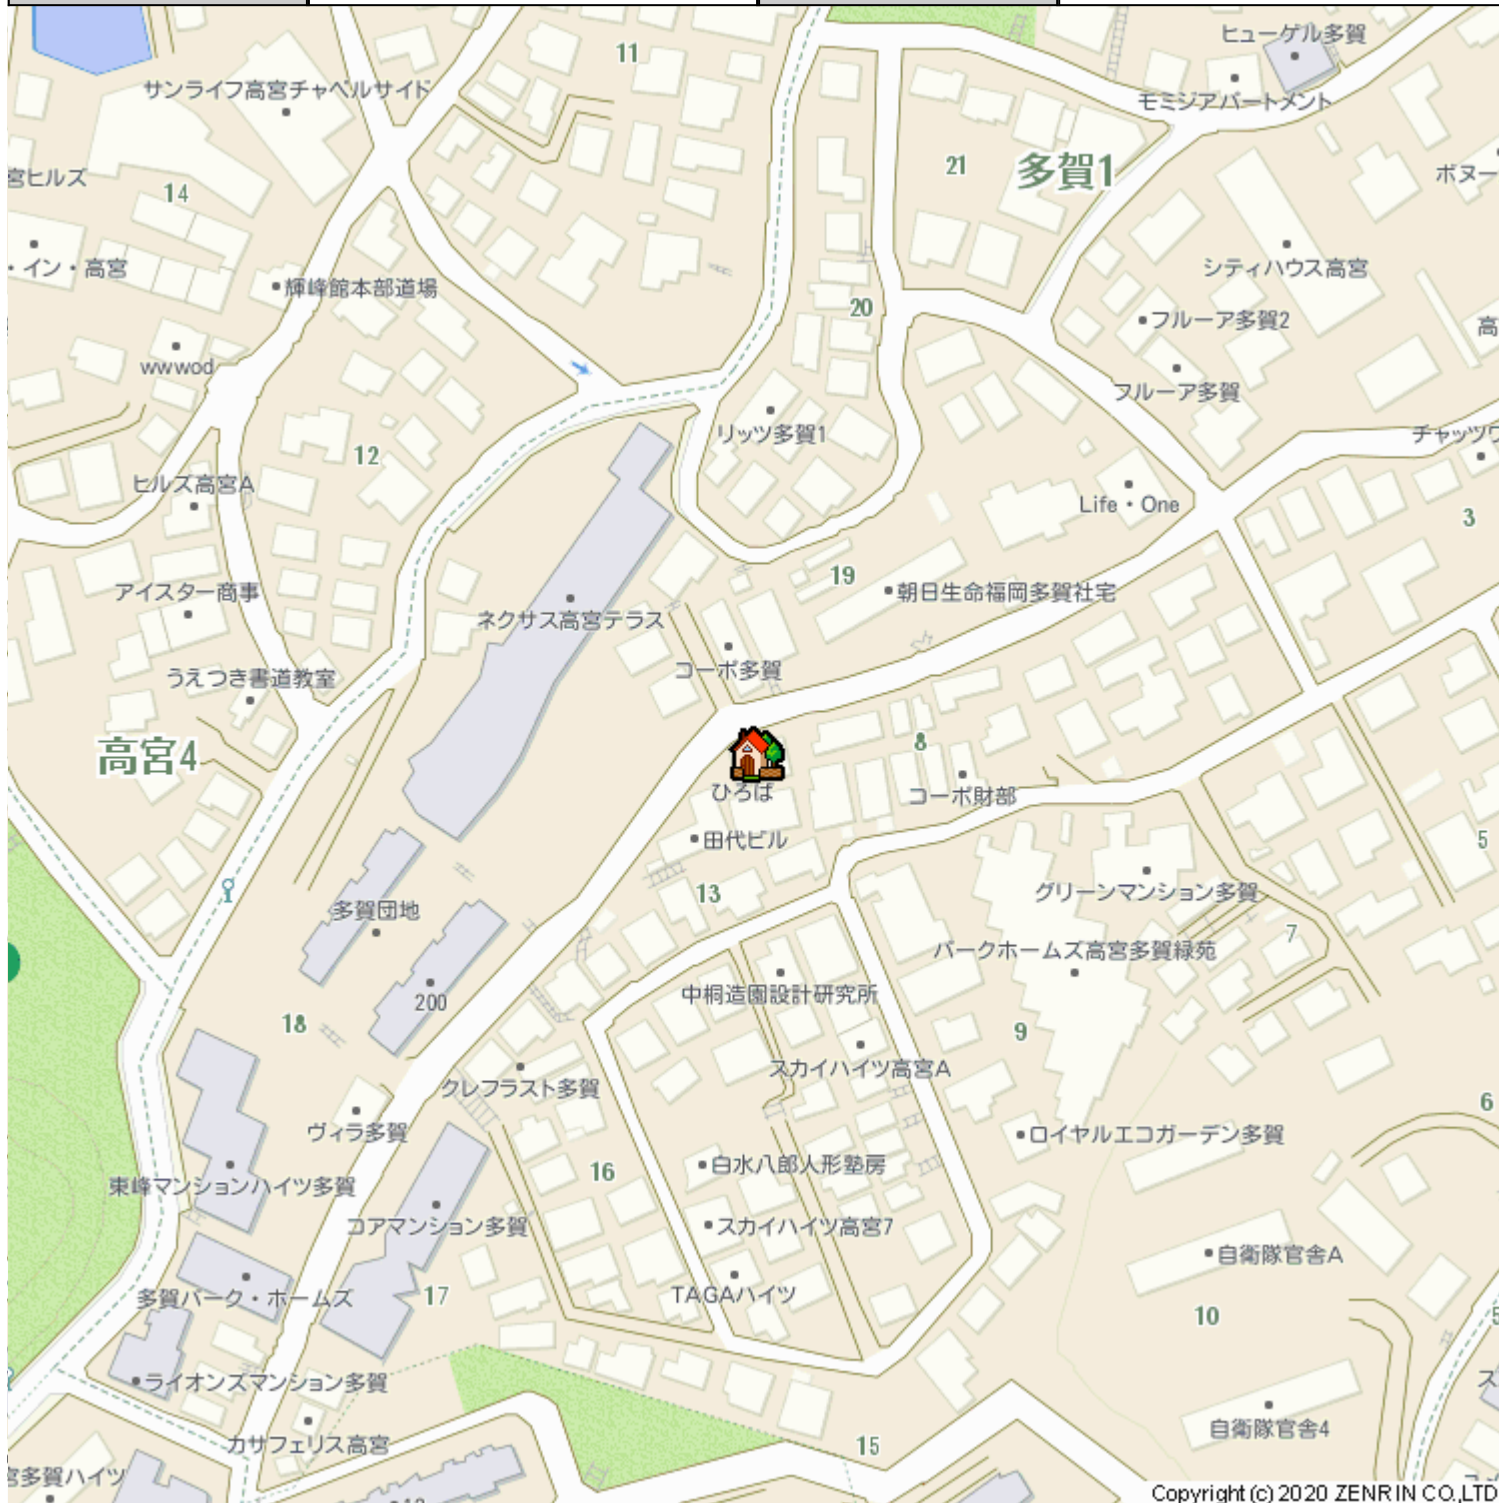 ヒューゲル多賀
11
サンライフ高宮チャペルサイド
モミジアパートメント
21
多賀1
宮ヒルズ
14
ボヌー
・イン・高宮
シティハウス高宮
輝峰館本部道場
20
フルーア多賀2
高
wwwod
フルーア多賀
リッツ多賀1
チャッツワ
12
ヒルズ高宮A
Life・One
3
19
アイスター商事
朝日生命福岡多賀社宅
ネクサス高宮テラス
コーポ多賀
うえつき書道教室
高宮4
8
ひろば
コーポ財部
田代ビル
5
13
グリーンマンション多賀
多賀団地
7
パークホームズ高宮多賀緑苑
200
中桐造園設計研究所
18
9
スカイハイツ高宮A
クレフラスト多賀
6
ヴィラ多賀
ロイヤルエコガーデン多賀
16
白水八郎人形塾房
東峰マンションハイツ多賀
コアマンション多賀
スカイハイツ高宮7
自衛隊官舎A
多賀パーク・ホームズ
17
TAGAハイツ
10
5
ライオンズマンション多賀
ス
カサフェリス高宮
15
自衛隊官舎4
宮多賀ハイツ
Copyright (c) 2020 ZENRIN CO.,LTD